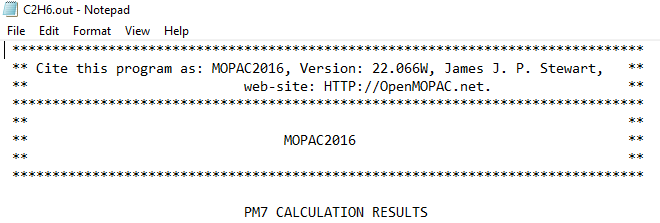 C2H6.out - Notepad
File Edit Format View Help
*******************************************************************************
** Cite this program as: MOPAC2016, Version: 22.066W, James J. P. Stewart, **
** web-site: HTTP://OpenMOPAC.net. **
*******************************************************************************
** **
** MOPAC2016 **
** **
*******************************************************************************
PM7 CALCULATION RESULTS